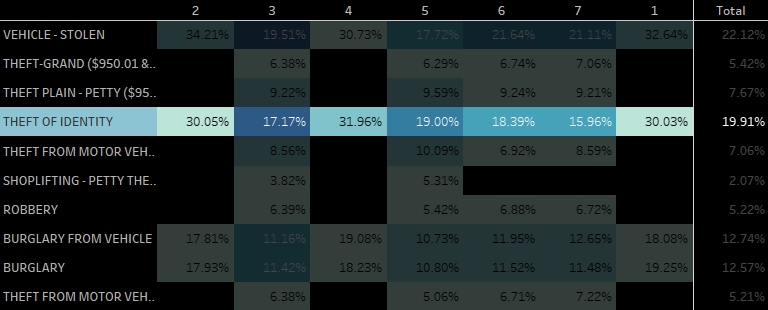 2 3 4 5 6 7 1 Total
VEHICLE - STOLEN 34.21% 19.51% 30.73% 17.72% 21.64% 21.11% 32.64% 22.12%
THEFT-GRAND ($950.01 &.. 6.38% 6.29% 6.74% 7.06% 5.42%
THEFT PLAIN - PETTY ($95.. 9.22% 9.59% 9.24% 9.21% 7.67%
THEFT OF IDENTITY 30.05% 17.17% 31.96% 19.00% 18.39% 15.96% 30.03% 19.91%
THEFT FROM MOTOR VEH.. 8.56% 10.09% 6.92% 8.59% 7.06%
SHOPLIFTING - PETTY THE.. 3.82% 5.31% 2.07%
ROBBERY 6.39% 5.42% 6.88% 6.72% 5.22%
BURGLARY FROM VEHICLE 17.81% 11.16% 19.08% 10.73% 11.95% 12.65% 18.08% 12.74%
BURGLARY 17.93% 11.42% 18.23% 10.80% 11.52% 11.48% 19.25% 12.57%
THEFT FROM MOTOR VEH.. 6.38% 5.06% 6.71% 7.22% 5.21%